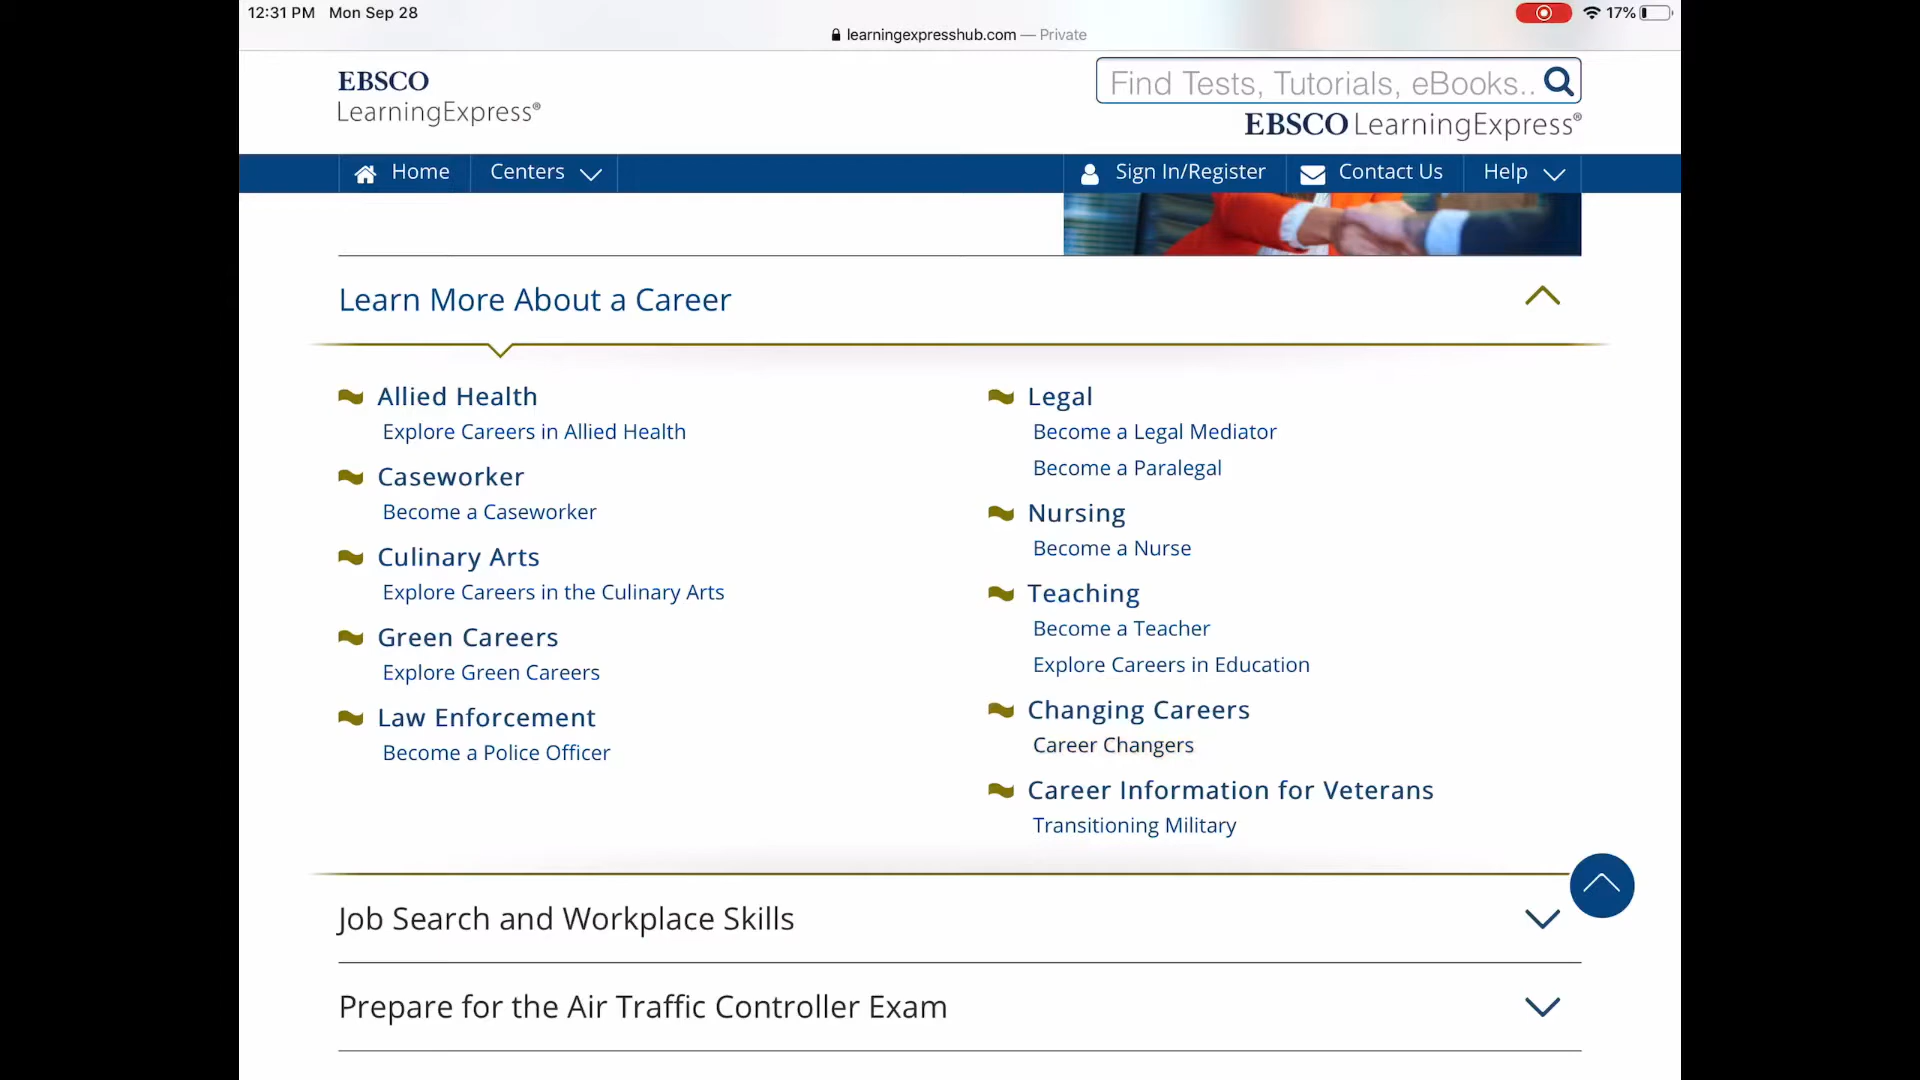 12:31 PM Mon Sep 28
17%
learningexpresshub.com — Private
EBSCO
LearningExpress®
Find Tests, Tutorials, eBooks..
EBSCO LearningExpress®
Home
Centers
Sign In/Register
Contact Us
Help
Learn More About a Career
Allied Health
Explore Careers in Allied Health
Caseworker
Become a Caseworker
Culinary Arts
Explore Careers in the Culinary Arts
Green Careers
Explore Green Careers
Law Enforcement
Become a Police Officer
Legal
Become a Legal Mediator
Become a Paralegal
Nursing
Become a Nurse
Teaching
Become a Teacher
Explore Careers in Education
Changing Careers
Career Changers
Career Information for Veterans
Transitioning Military
Job Search and Workplace Skills
Prepare for the Air Traffic Controller Exam